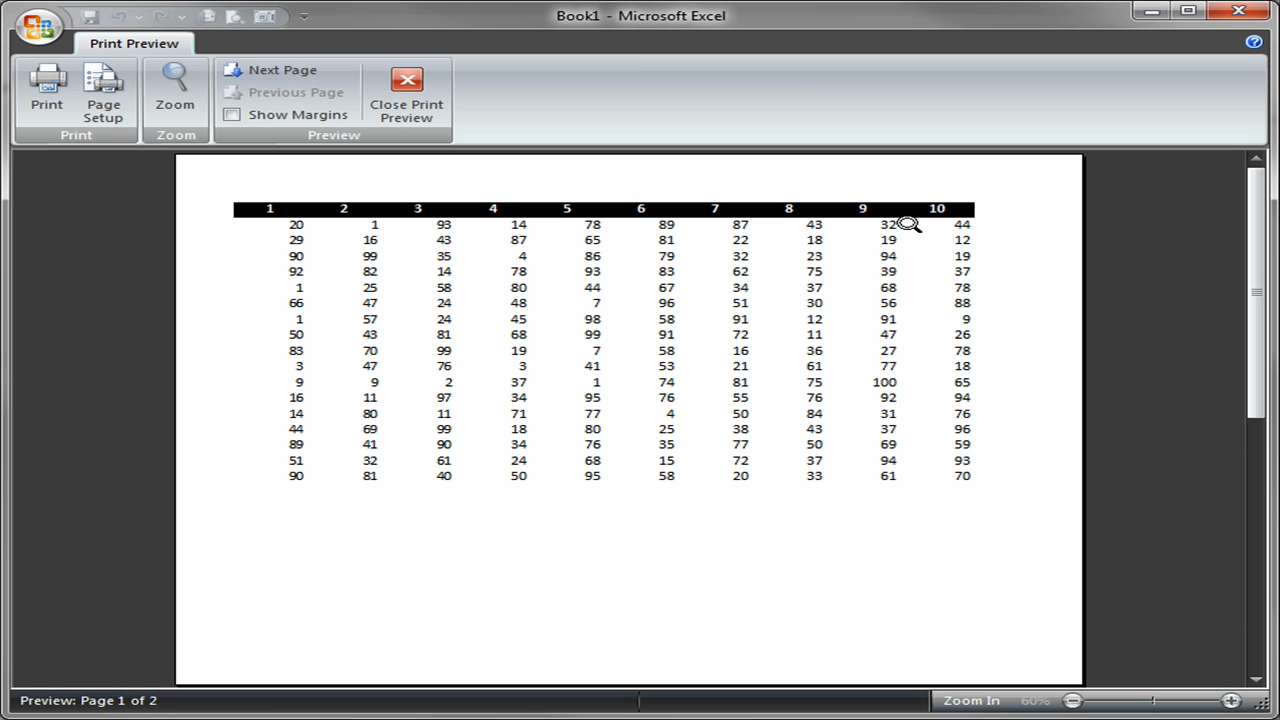 Book1 - Microsoft Excel
Print Preview
Print
Page Setup
Zoom
Next Page
Previous Page
Show Margins
Close Print Preview
Print
Zoom
Preview
1 2 3 4 5 6 7 8 9 10
20 1 93 14 78 89 87 43 32 44
29 16 43 87 65 81 22 18 19 12
90 99 35 4 86 79 32 23 94 19
92 82 14 78 93 83 62 75 39 37
1 25 58 80 44 67 34 37 68 78
66 47 24 48 7 96 51 30 56 88
1 57 24 45 98 58 91 12 91 9
50 43 81 68 99 91 72 11 47 26
83 70 99 19 7 58 16 36 27 78
3 47 76 3 41 53 21 61 77 18
9 9 2 37 1 74 81 75 100 65
16 11 97 34 95 76 55 76 92 94
14 80 11 71 77 4 50 84 31 76
44 69 99 18 80 25 38 43 37 96
89 41 90 34 76 35 77 50 69 59
51 32 61 24 68 15 72 37 94 93
90 81 40 50 95 58 20 33 61 70
Preview: Page 1 of 2
Zoom In 60%